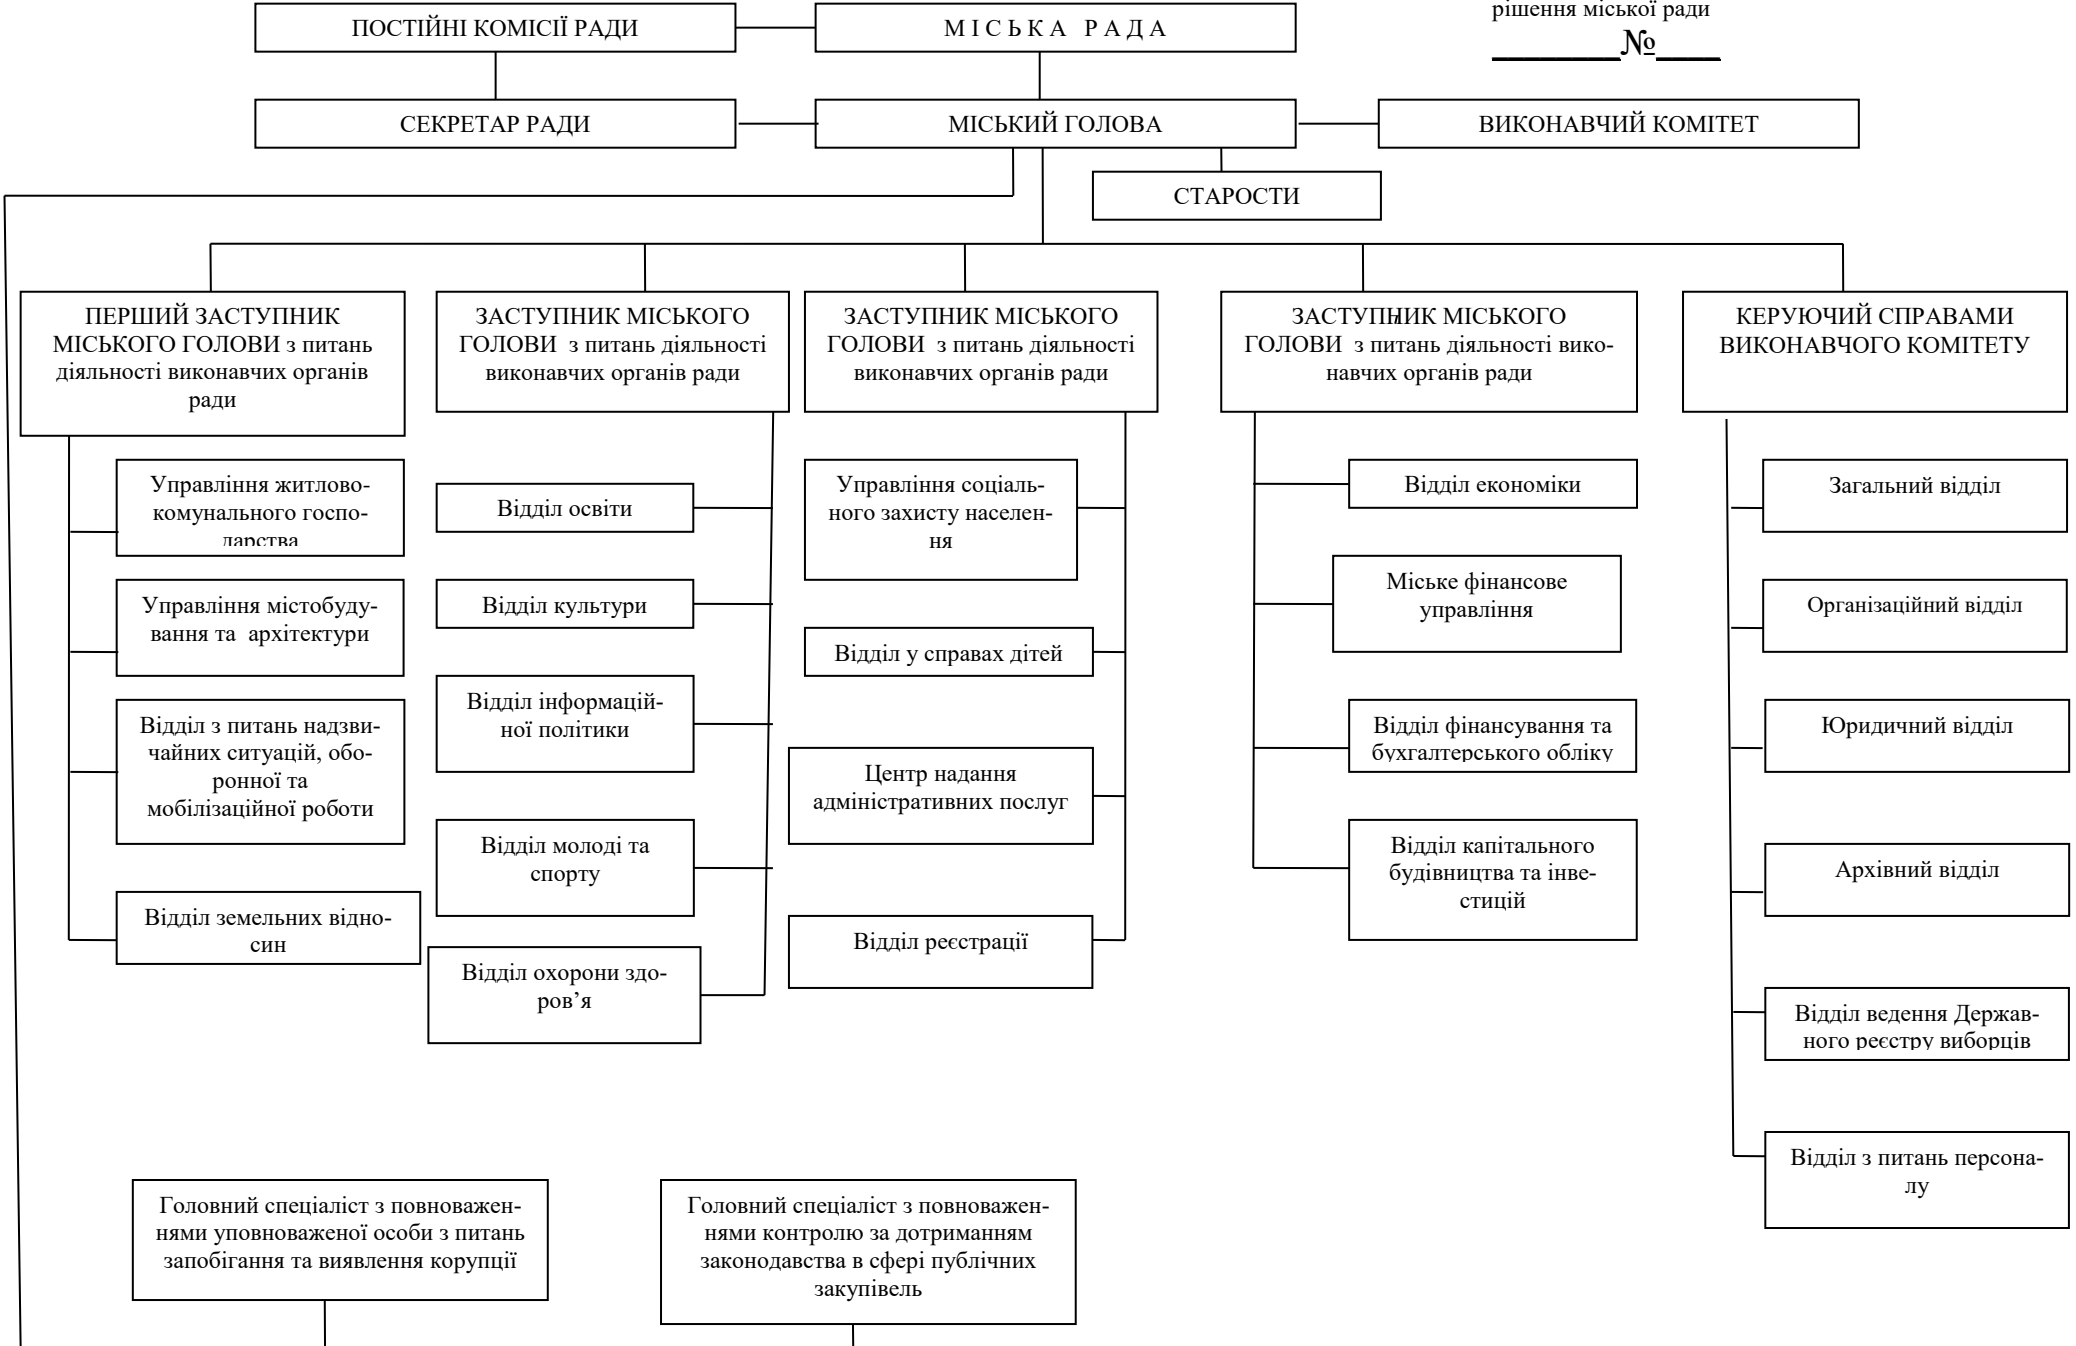 рішення міської ради
________№____
ПОСТІЙНІ КОМІСІЇ РАДИ
М І С Ь К А Р А Д А
СЕКРЕТАР РАДИ
МІСЬКИЙ ГОЛОВА
ВИКОНАВЧИЙ КОМІТЕТ
СТАРОСТИ
ПЕРШИЙ ЗАСТУПНИК
МІСЬКОГО ГОЛОВИ з питань
діяльності виконавчих органів
ради
ЗАСТУПНИК МІСЬКОГО
ГОЛОВИ з питань діяльності
виконавчих органів ради
ЗАСТУПНИК МІСЬКОГО
ГОЛОВИ з питань діяльності
виконавчих органів ради
ЗАСТУПНИК МІСЬКОГО
ГОЛОВИ з питань діяльності вико-
навчих органів ради
КЕРУЮЧИЙ СПРАВАМИ
ВИКОНАВЧОГО КОМІТЕТУ
Управління житлово-
комунального госпо-
дарства
Управління містобуду-
вання та архітектури
Відділ з питань надзви-
чайних ситуацій, обо-
ронної та
мобілізаційної роботи
Відділ земельних відно-
син
Відділ освіти
Відділ культури
Відділ інформацій-
ної політики
Відділ молоді та
спорту
Відділ охорони здо-
ров’я
Управління соціаль-
ного захисту населен-
ня
Відділ у справах дітей
Центр надання
адміністративних послуг
Відділ реєстрації
Відділ економіки
Міське фінансове
управління
Відділ фінансування та
бухгалтерського обліку
Відділ капітального
будівництва та інве-
стицій
Загальний відділ
Організаційний відділ
Юридичний відділ
Архівний відділ
Відділ ведення Держав-
ного реєстру виборців
Відділ з питань персона-
лу
Головний спеціаліст з повноважен-
нями уповноваженої особи з питань
запобігання та виявлення корупції
Головний спеціаліст з повноважен-
нями контролю за дотриманням
законодавства в сфері публічних
закупівель